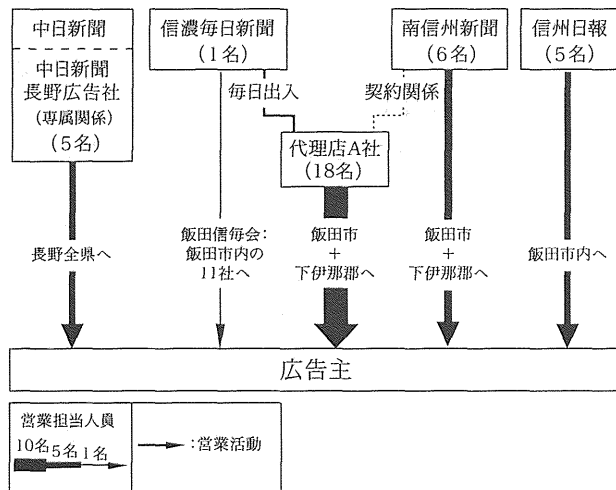 中日新聞
中日新聞
長野広告社
(専属関係)
(5名)
信濃毎日新聞
(1名)
南信州新聞
(6名)
信州日報
(5名)
毎日出入
契約関係
代理店A社
(18名)
長野全県へ
飯田信毎会:
飯田市内の
11社へ
飯田市
+
下伊那郡へ
飯田市
+
下伊那郡へ
飯田市内へ
広告主
営業担当人員
10名 5名 1名
:営業活動